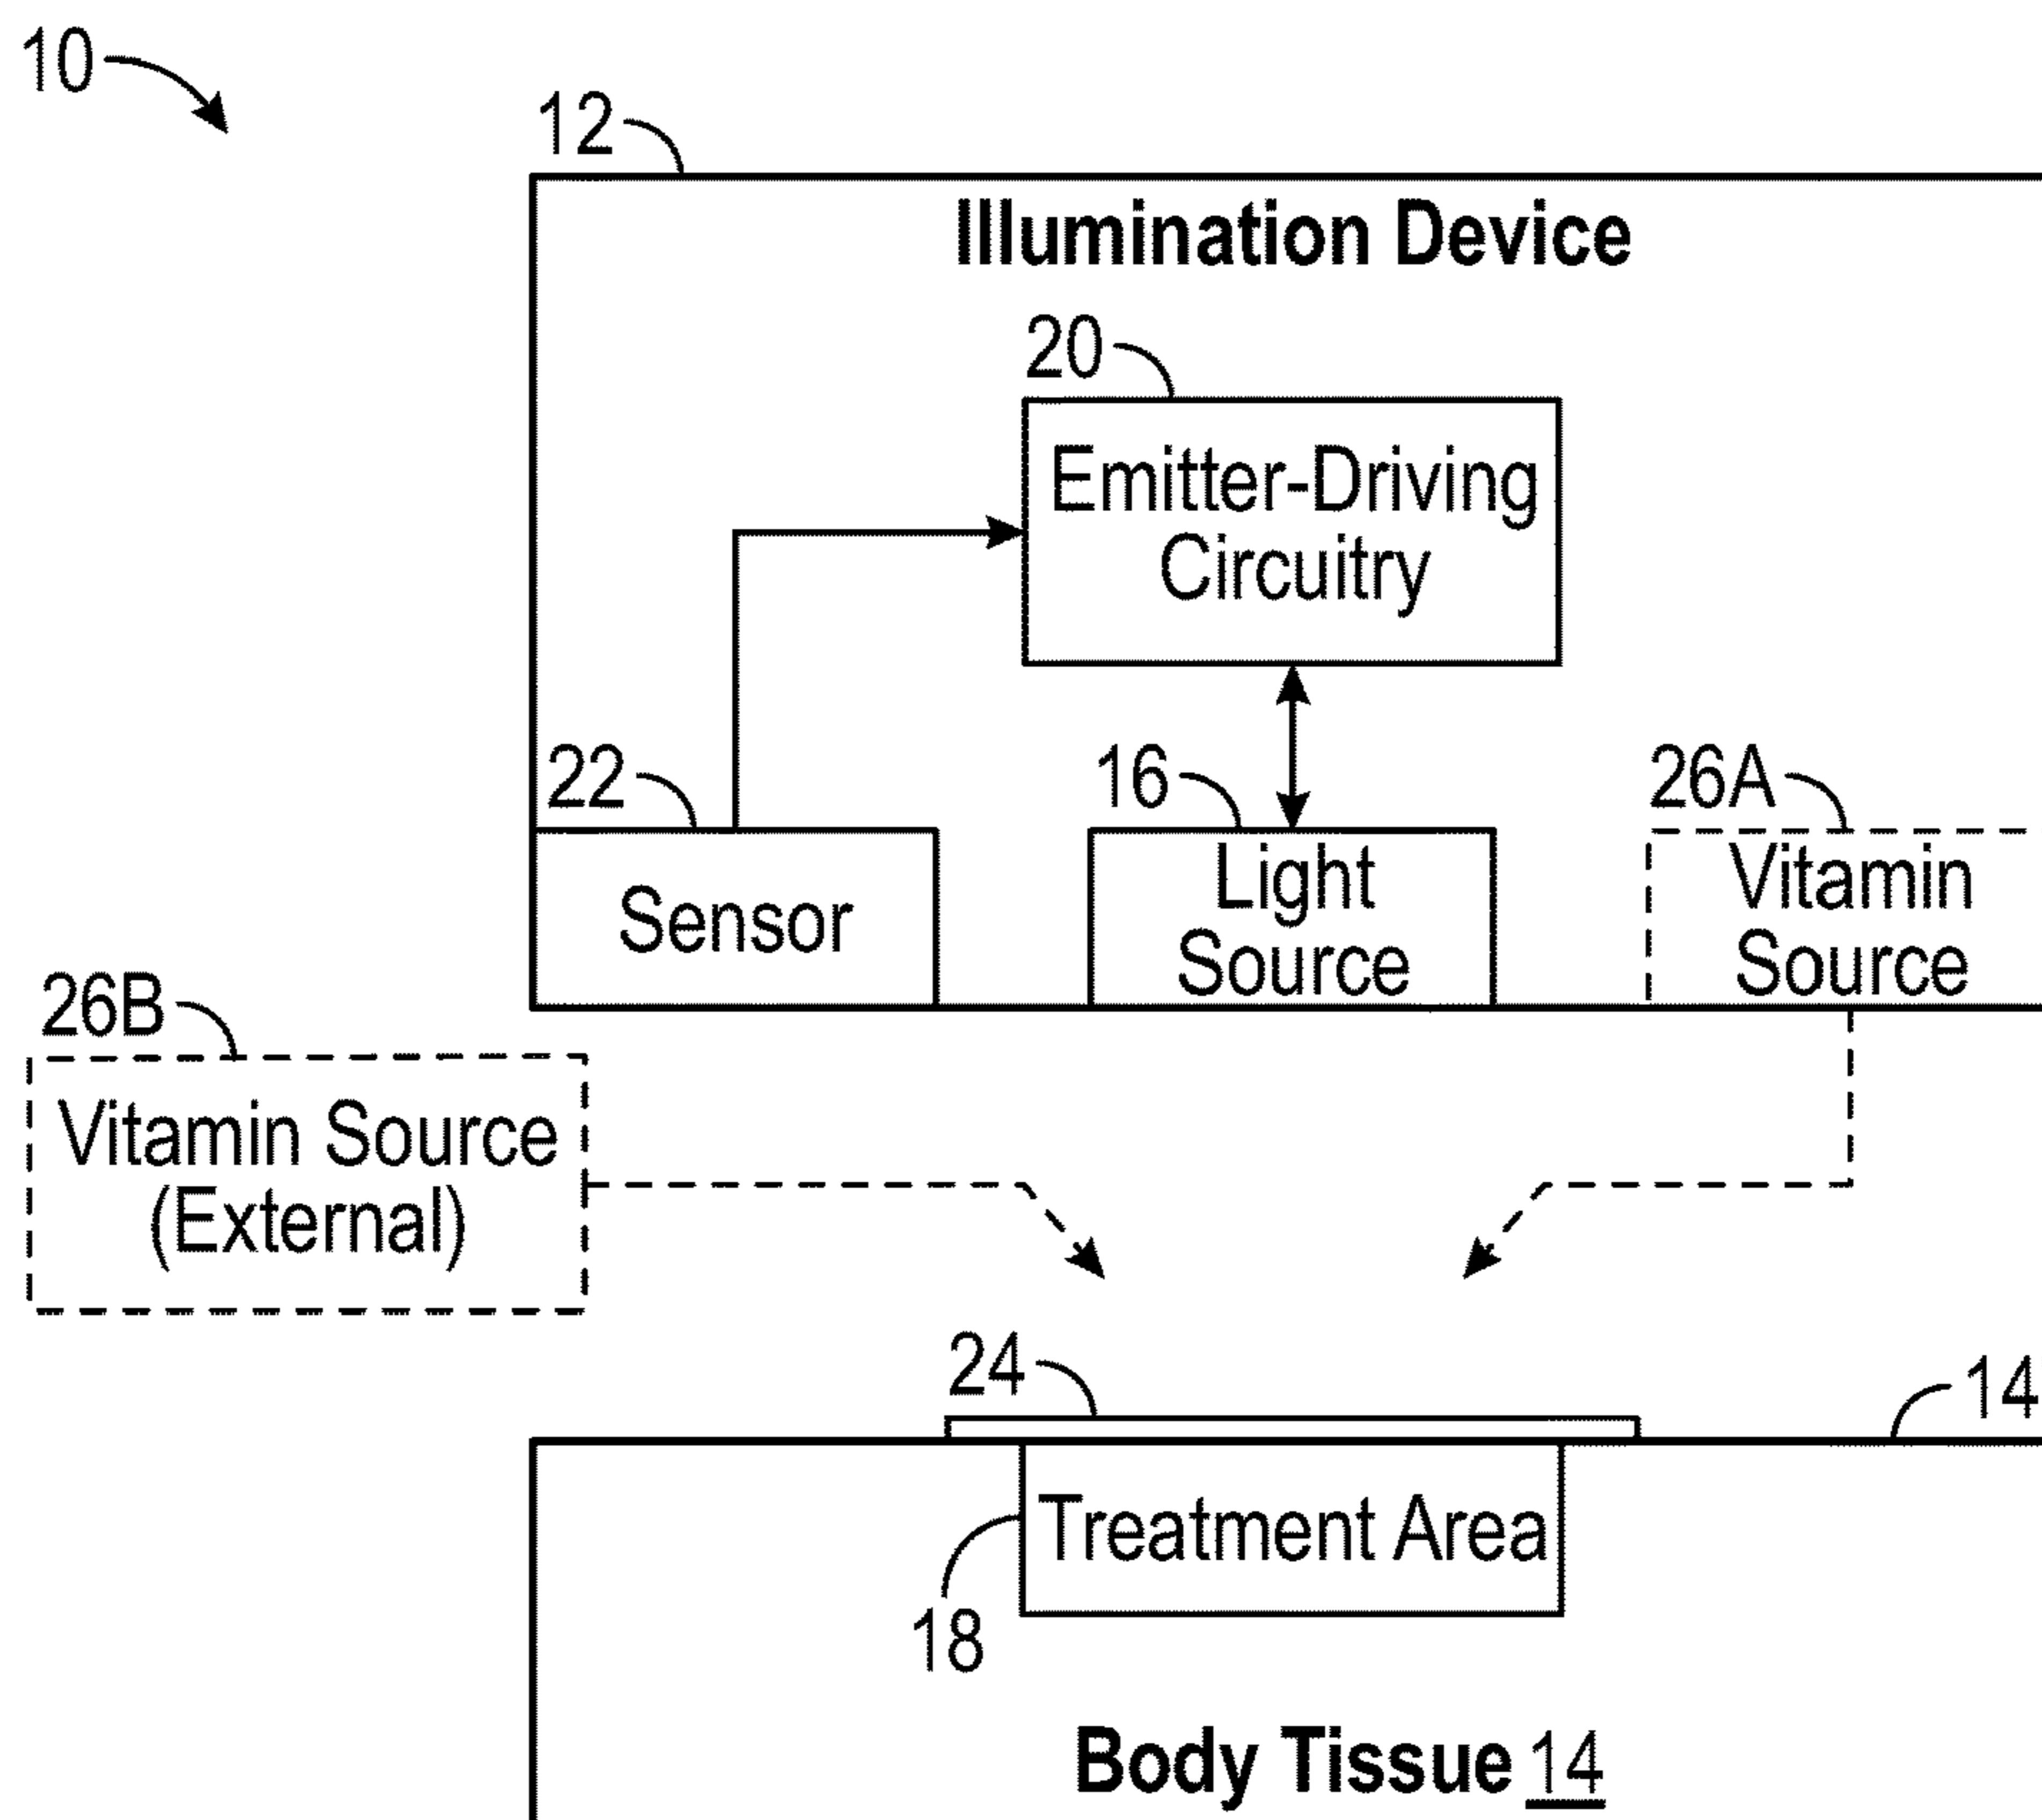 10
12
Illumination Device
20
Emitter-Driving
Circuitry
22
16
26A
Sensor
Light
Source
Vitamin
Source
26B
Vitamin Source
(External)
24
14
Treatment Area
18
Body Tissue 14